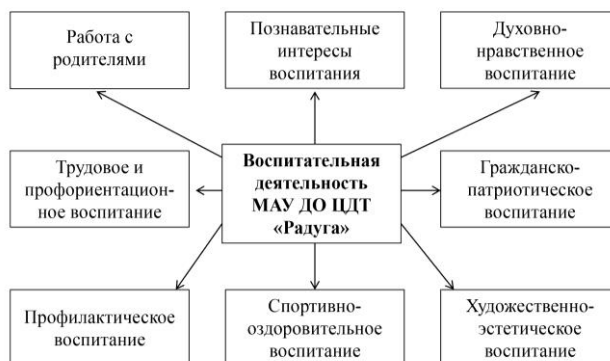 Работа с
родителями
Познавательные
интересы
воспитания
Духовно-
нравственное
воспитание
Трудовое и
профориентацион-
ное воспитание
Воспитательная
деятельность
МАУ ДО ЦДТ
«Радуга»
Гражданско-
патриотическое
воспитание
Профилактическое
воспитание
Спортивно-
оздоровительное
воспитание
Художественно-
эстетическое
воспитание